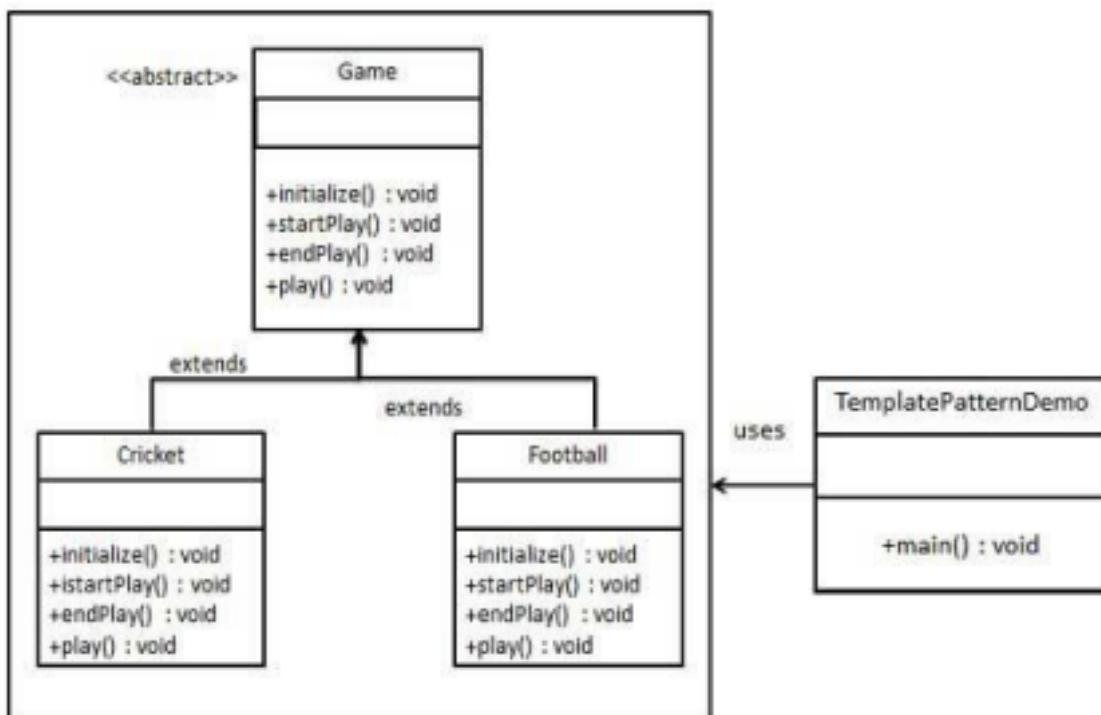 <<abstract>>
Game
+initialize() : void
+startPlay() : void
+endPlay() : void
+play() : void
extends
extends
Cricket
+initialize() : void
+istartPlay() : void
+endPlay() : void
+play() : void
Football
+initialize() : void
+startPlay() : void
+endPlay() : void
+play() : void
uses
TemplatePatternDemo
+main() : void